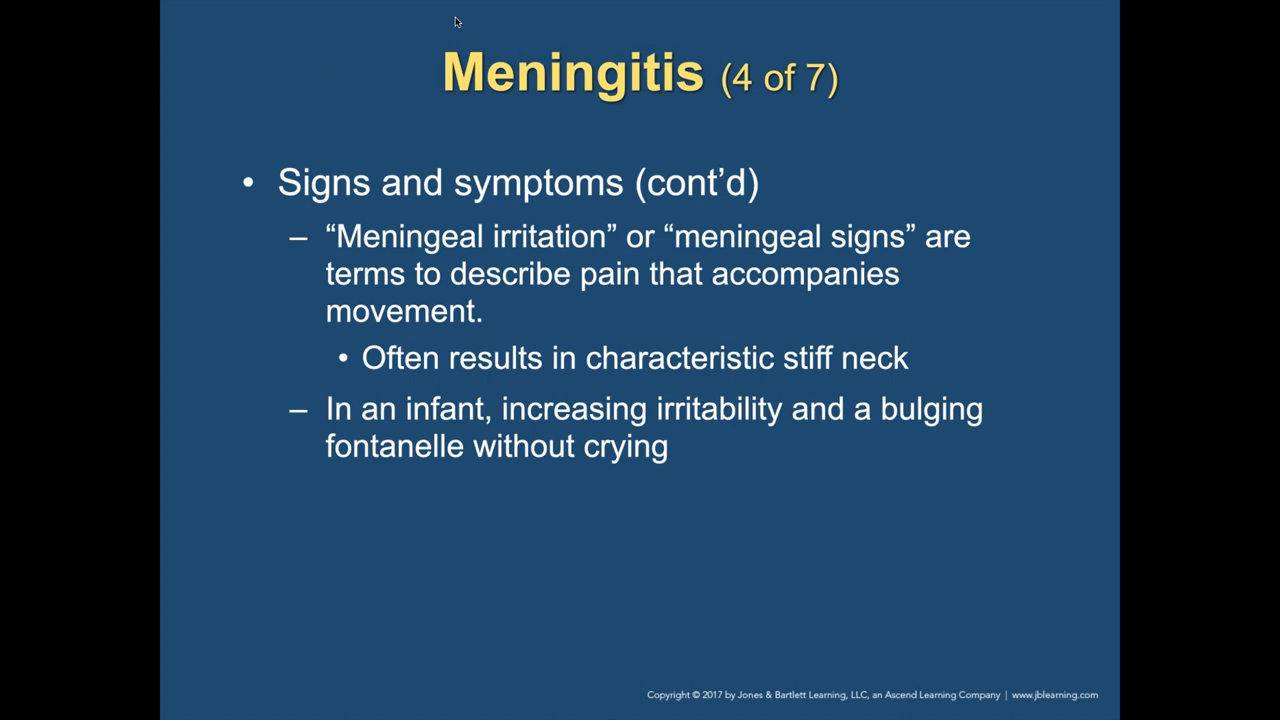 Meningitis (4 of 7)
• Signs and symptoms (cont’d)
– “Meningeal irritation” or “meningeal signs” are
terms to describe pain that accompanies
movement.
• Often results in characteristic stiff neck
– In an infant, increasing irritability and a bulging
fontanelle without crying
Copyright © 2017 by Jones & Bartlett Learning, LLC, an Ascend Learning Company | www.jblearning.com